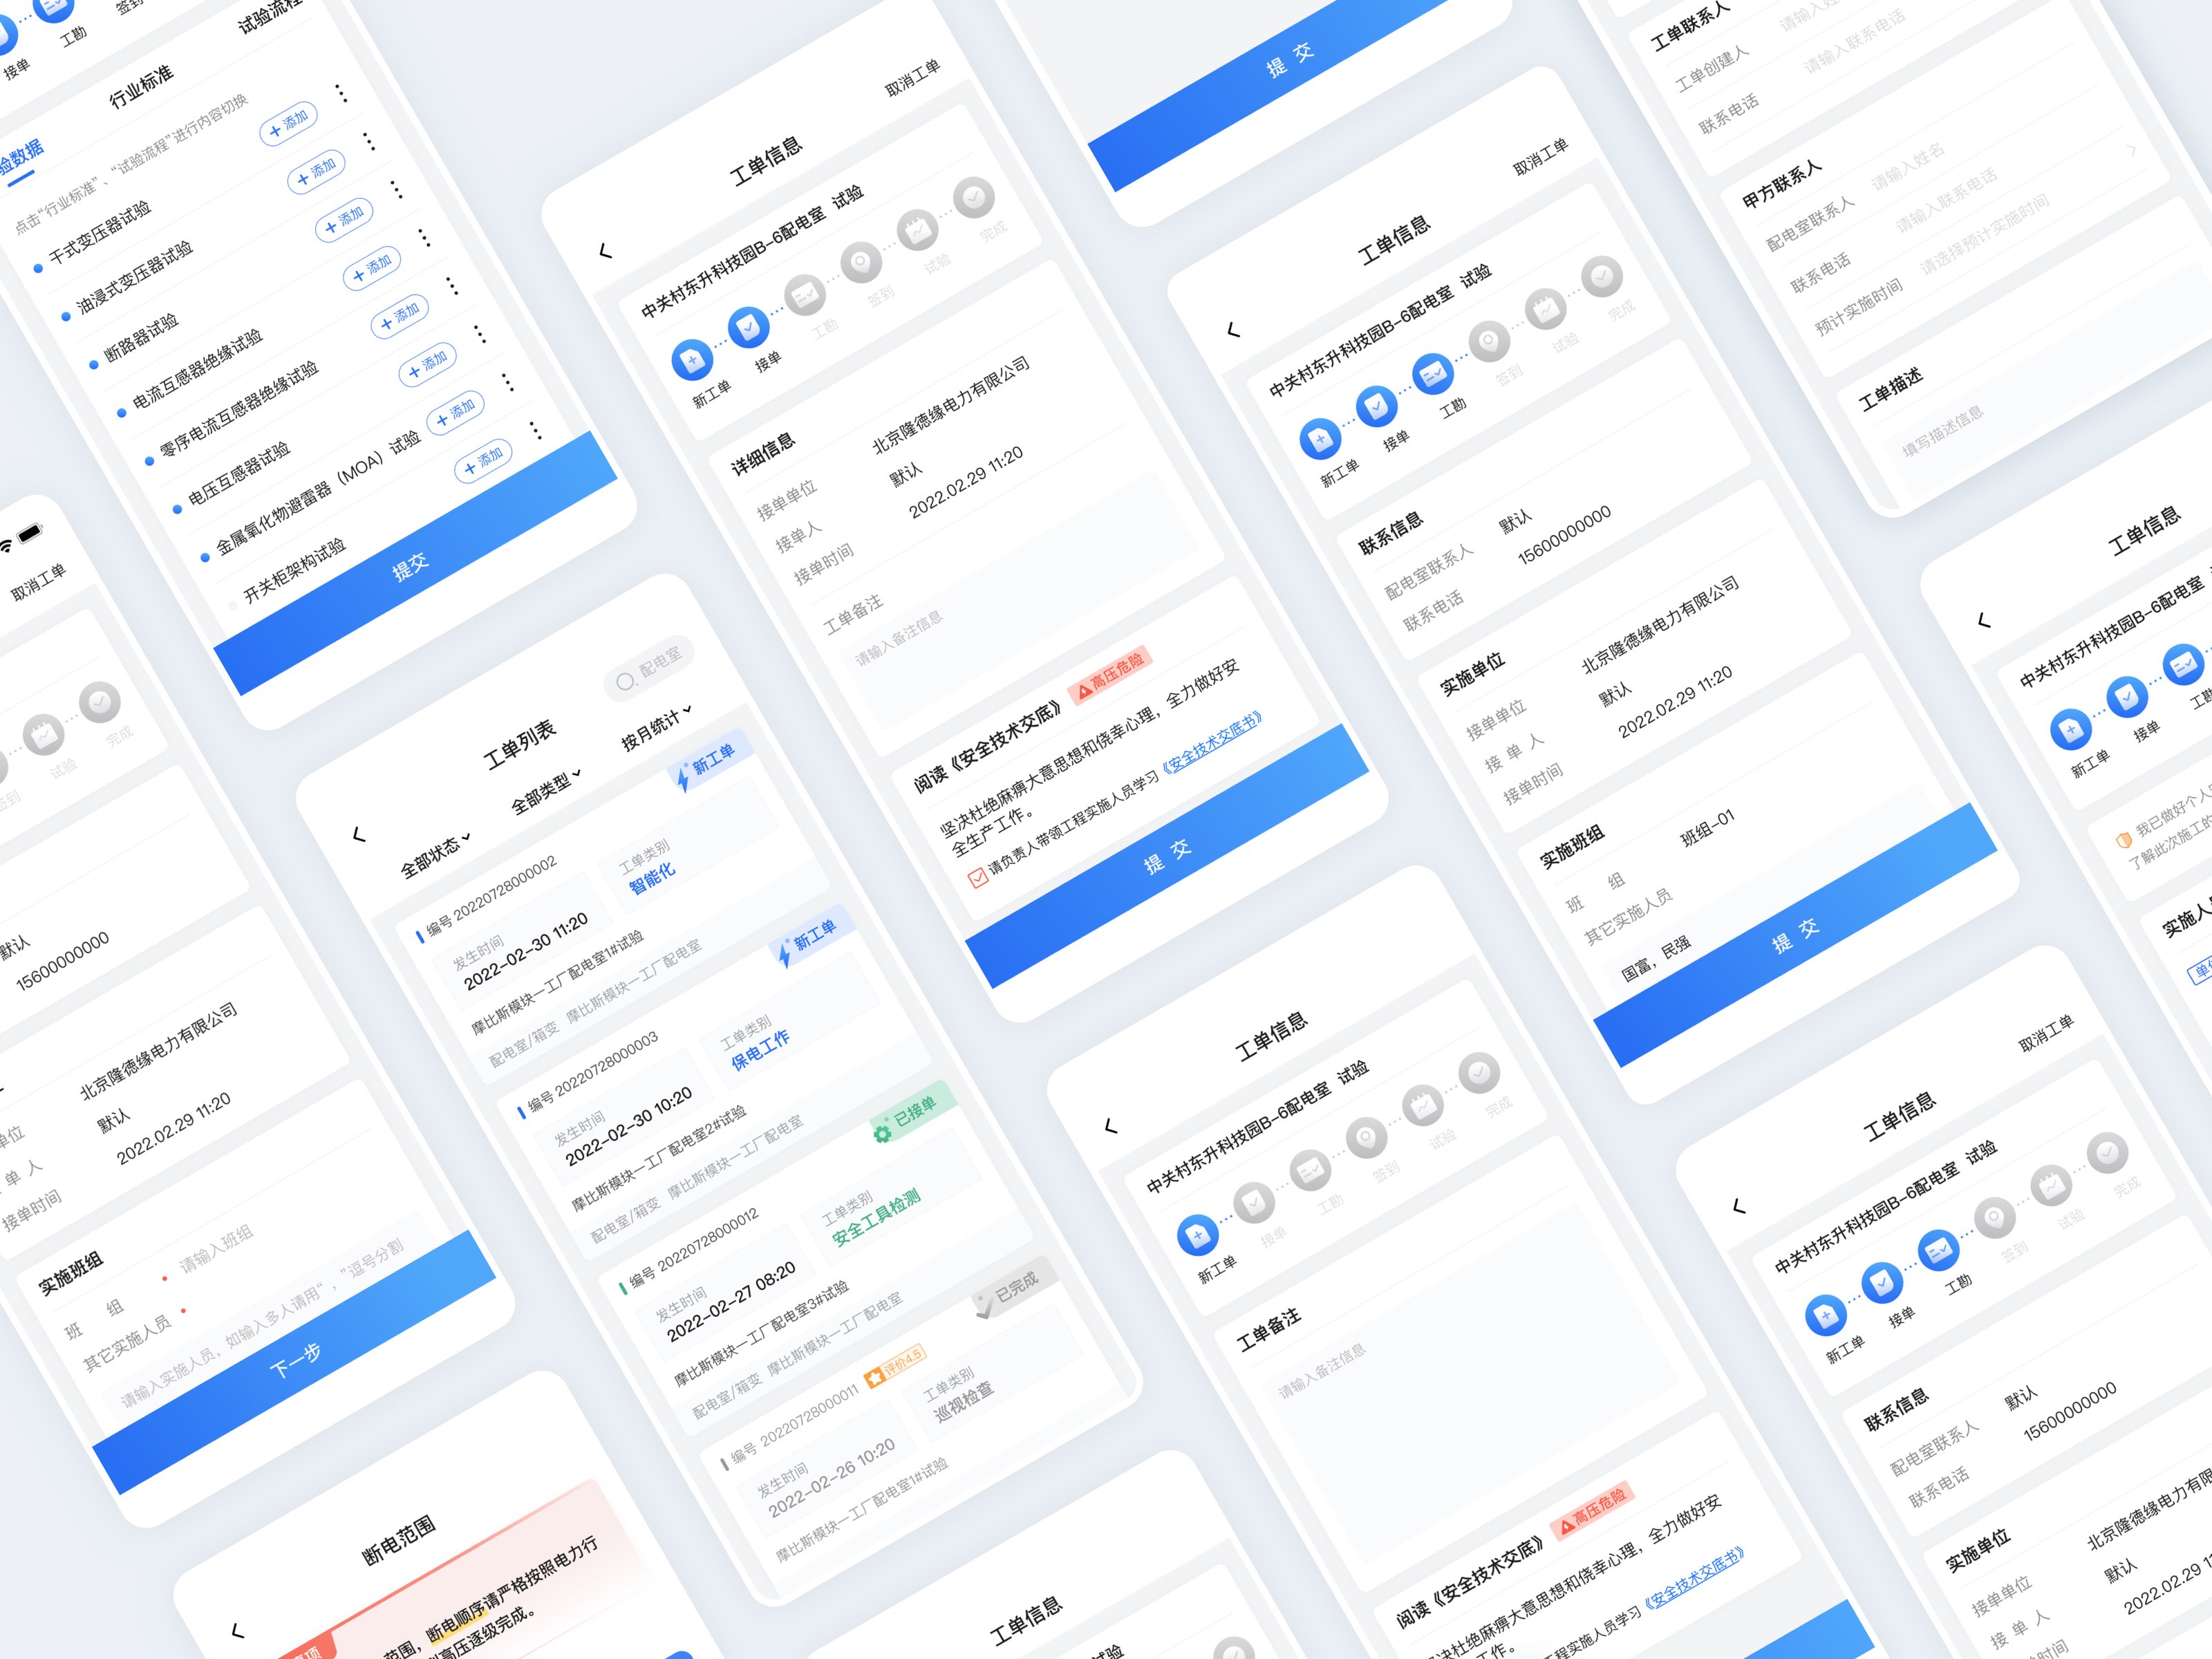 接单
工勘
签到
试验流程
行业标准
验数据
点击“行业标准”、“试验流程”进行内容切换
干式变压器试验
添加
油浸式变压器试验
添加
断路器试验
添加
电流互感器绝缘试验
添加
零序电流互感器绝缘试验
添加
电压互感器试验
添加
金属氧化物避雷器（MOA）试验
添加
开关柜架构试验
添加
提交
取消工单
工单信息
中关村东升科技园B-6配电室 试验
新工单
接单
工勘
签到
试验
完成
详细信息
接单单位
北京隆德缘电力有限公司
接单人
默认
接单时间
2022.02.29 11:20
工单备注
请输入备注信息
阅读《安全技术交底》
高压危险
坚决杜绝麻痹大意思想和侥幸心理，全力做好安
全生产工作。
请负责人带领工程实施人员学习《安全技术交底书》
提 交
提 交
取消工单
工单信息
中关村东升科技园B-6配电室 试验
新工单
接单
工勘
签到
试验
完成
联系信息
配电室联系人
默认
联系电话
15600000000
实施单位
接单单位
北京隆德缘电力有限公司
接 单 人
默认
接单时间
2022.02.29 11:20
实施班组
班 组
班组-01
其它实施人员
国富，民强
提 交
工单联系人
工单创建人
请输入姓
联系电话
请输入联系电话
甲方联系人
配电室联系人
请输入姓名
联系电话
请输入联系电话
预计实施时间
请选择预计实施时间
工单描述
填写描述信息
取消工单
签到
试验
完成
默认
15600000000
单位
北京隆德缘电力有限公司
单 人
默认
接单时间
2022.02.29 11:20
实施班组
班 组
请输入班组
其它实施人员
请输入实施人员，如输入多人请用“，”逗号分割
下一步
配电室
工单列表
全部状态
全部类型
按月统计
编号 20220728000002
新工单
发生时间
2022-02-30 11:20
工单类别
智能化
摩比斯模块一工厂配电室1#试验
配电室/箱变 摩比斯模块一工厂配电室
编号 20220728000003
新工单
发生时间
2022-02-30 10:20
工单类别
保电工作
摩比斯模块一工厂配电室2#试验
配电室/箱变 摩比斯模块一工厂配电室
编号 20220728000012
已接单
发生时间
2022-02-27 08:20
工单类别
安全工具检测
摩比斯模块一工厂配电室3#试验
配电室/箱变 摩比斯模块一工厂配电室
编号 20220728000011
评价4.5
已完成
发生时间
2022-02-26 10:20
工单类别
巡视检查
摩比斯模块一工厂配电室1#试验
工单信息
中关村东升科技园B-6配电室 试验
新工单
接单
工勘
签到
试验
完成
工单备注
请输入备注信息
阅读《安全技术交底》
高压危险
决杜绝麻痹大意思想和侥幸心理，全力做好安
工作。
工程实施人员学习《安全技术交底书》
工单信息
中关村东升科技园B-6配电室
新工单
接单
工勘
我已做好个人
了解此次施工的
实施人
取消工单
工单信息
中关村东升科技园B-6配电室 试验
新工单
接单
工勘
签到
试验
完成
联系信息
配电室联系人
默认
联系电话
15600000000
实施单位
接单单位
北京隆德缘电力有限
接 单 人
默认
单时间
2022.02.29 11
断电范围
范围，断电顺序请严格按照电力行
高压逐级完成。
工单信息
试验